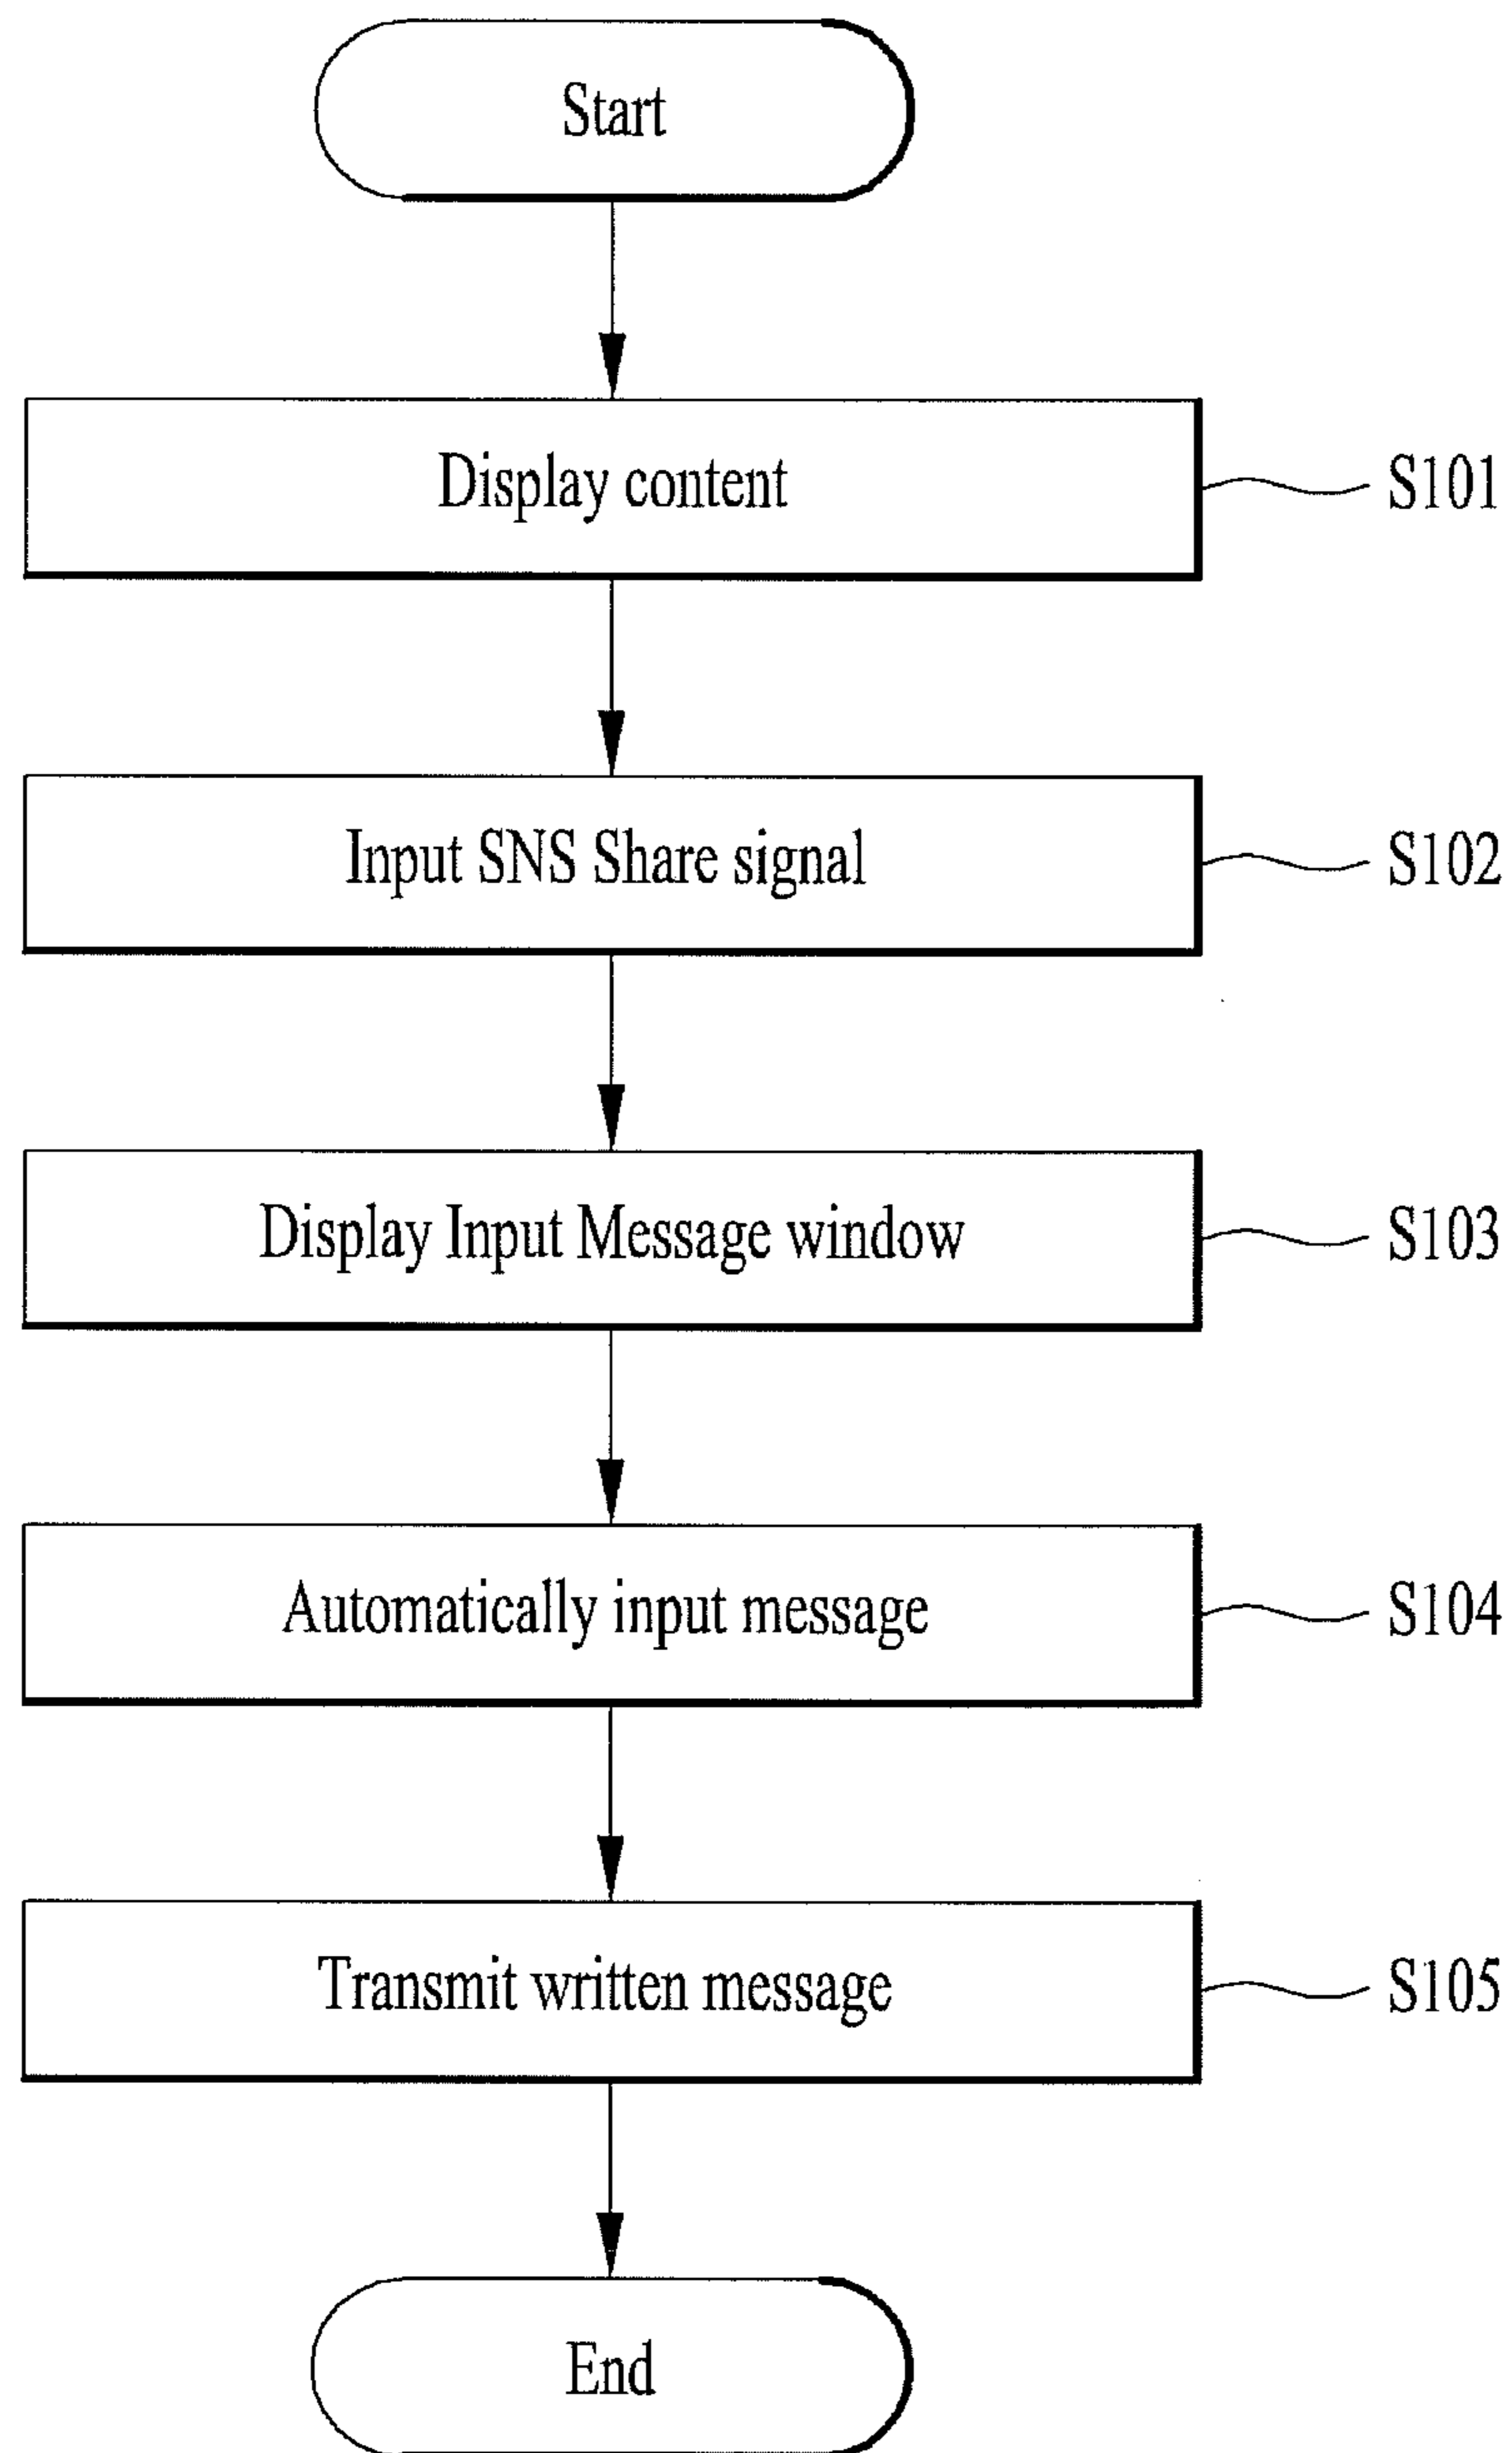 Start
Display content
S101
Input SNS Share signal
S102
Display Input Message window
S103
Automatically input message
S104
Transmit written message
S105
End